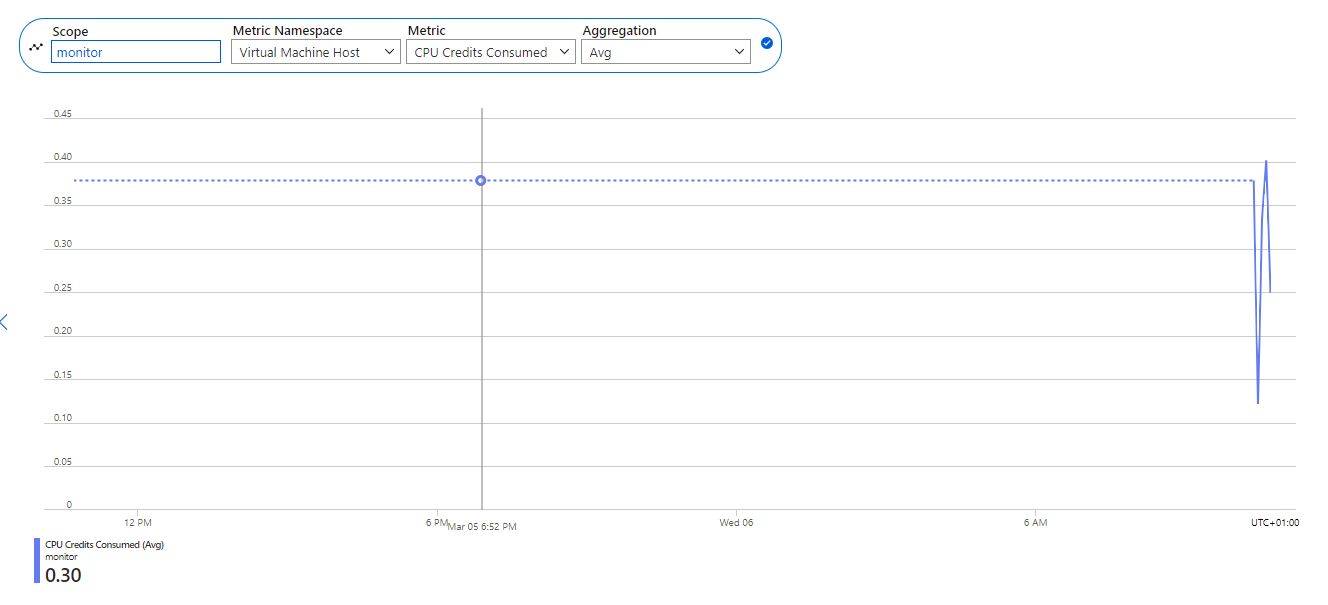 Scope
monitor
Metric Namespace
Virtual Machine Host
Metric
CPU Credits Consumed
Aggregation
Avg
0.45
0.40
0.35
0.30
0.25
0.20
0.15
0.10
0.05
0
12 PM
6 PM
Mar 05 6:52 PM
Wed 06
6 AM
UTC+01:00
CPU Credits Consumed (Avg)
monitor
0.30